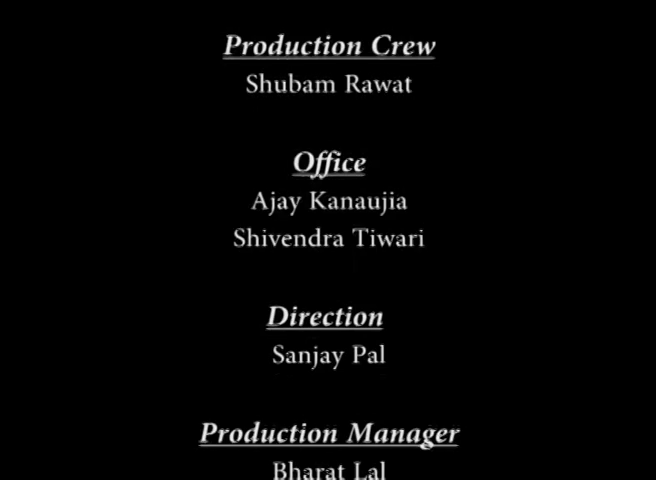 Production Crew
Shubam Rawat
Office
Ajay Kanaujia
Shivendra Tiwari
Direction
Sanjay Pal
Production Manager
Bharat Lal